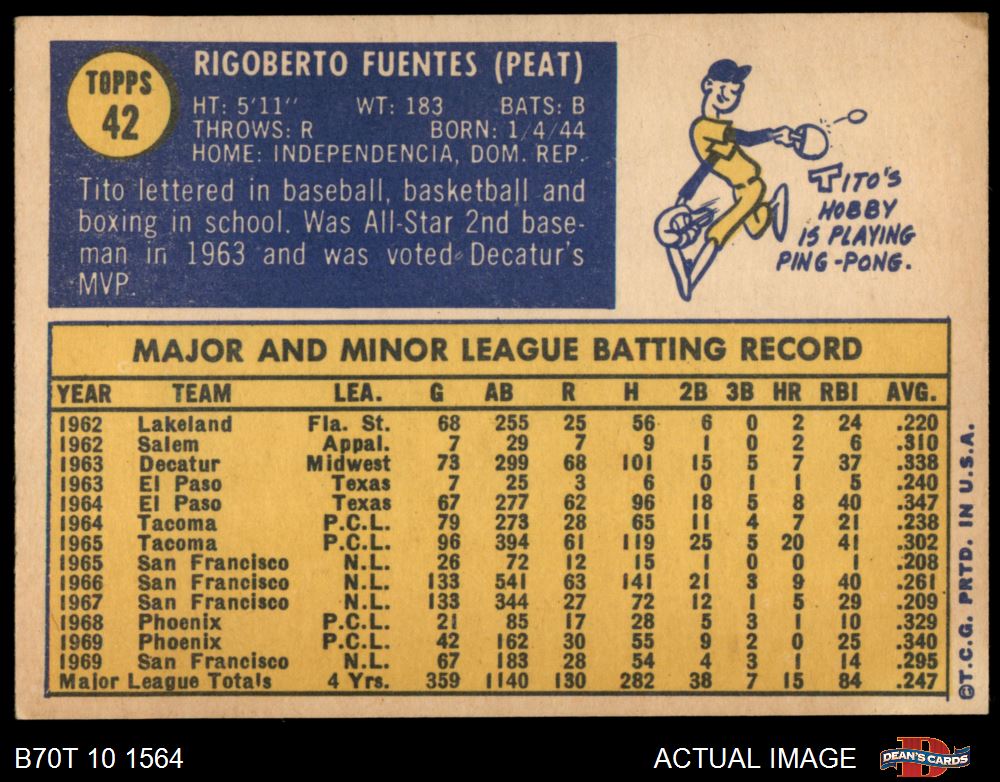 TOPPS
42
RIGOBERTO FUENTES (PEAT)
HT: 5'11'' WT: 183 BATS: B
THROWS: R BORN: 1/4/44
HOME: INDEPENDENCIA, DOM. REP.
Tito lettered in baseball, basketball and
boxing in school. Was All-Star 2nd base-
man in 1963 and was voted Decatur's
MVP.
TITO'S
HOBBY
IS PLAYING
PING-PONG.
MAJOR AND MINOR LEAGUE BATTING RECORD
YEAR TEAM LEA. G AB R H 2B 3B HR RBI AVG.
1962 Lakeland Fla. St. 68 255 25 56 6 0 2 24 .220
1962 Salem Appal. 7 29 7 9 1 0 2 6 .310
1963 Decatur Midwest 73 299 68 101 15 5 7 37 .338
1963 El Paso Texas 7 25 3 6 0 1 1 5 .240
1964 El Paso Texas 67 277 62 96 18 5 8 40 .347
1964 Tacoma P.C.L. 79 273 28 65 11 4 7 21 .238
1965 Tacoma P.C.L. 96 394 61 119 25 5 20 41 .302
1965 San Francisco N.L. 26 72 12 15 1 0 0 1 .208
1966 San Francisco N.L. 133 541 63 141 21 3 9 40 .261
1967 San Francisco N.L. 133 344 27 72 12 1 5 29 .209
1968 Phoenix P.C.L. 21 85 17 28 5 3 1 10 .329
1969 Phoenix P.C.L. 42 162 30 55 9 2 0 25 .340
1969 San Francisco N.L. 67 183 28 54 4 3 1 14 .295
Major League Totals 4 Yrs. 359 1140 130 282 38 7 15 84 .247
©T.C.G. PRTD. IN U.S.A.
B70T 10 1564
ACTUAL IMAGE
DEAN'S CARDS